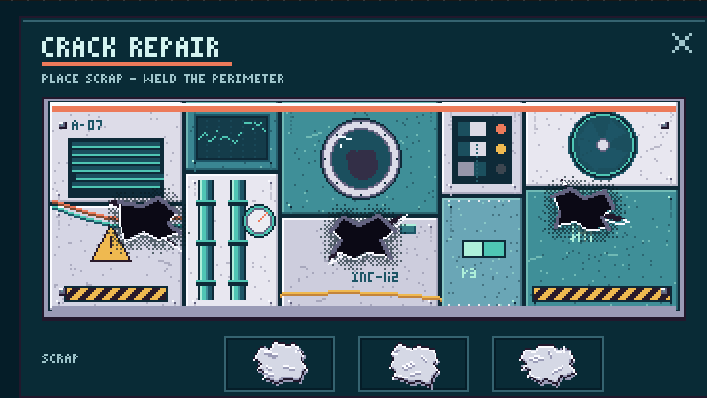 CRACK REPAIR
PLACE SCRAP - WELD THE PERIMETER
A-07
INC-112
P3
SCRAP